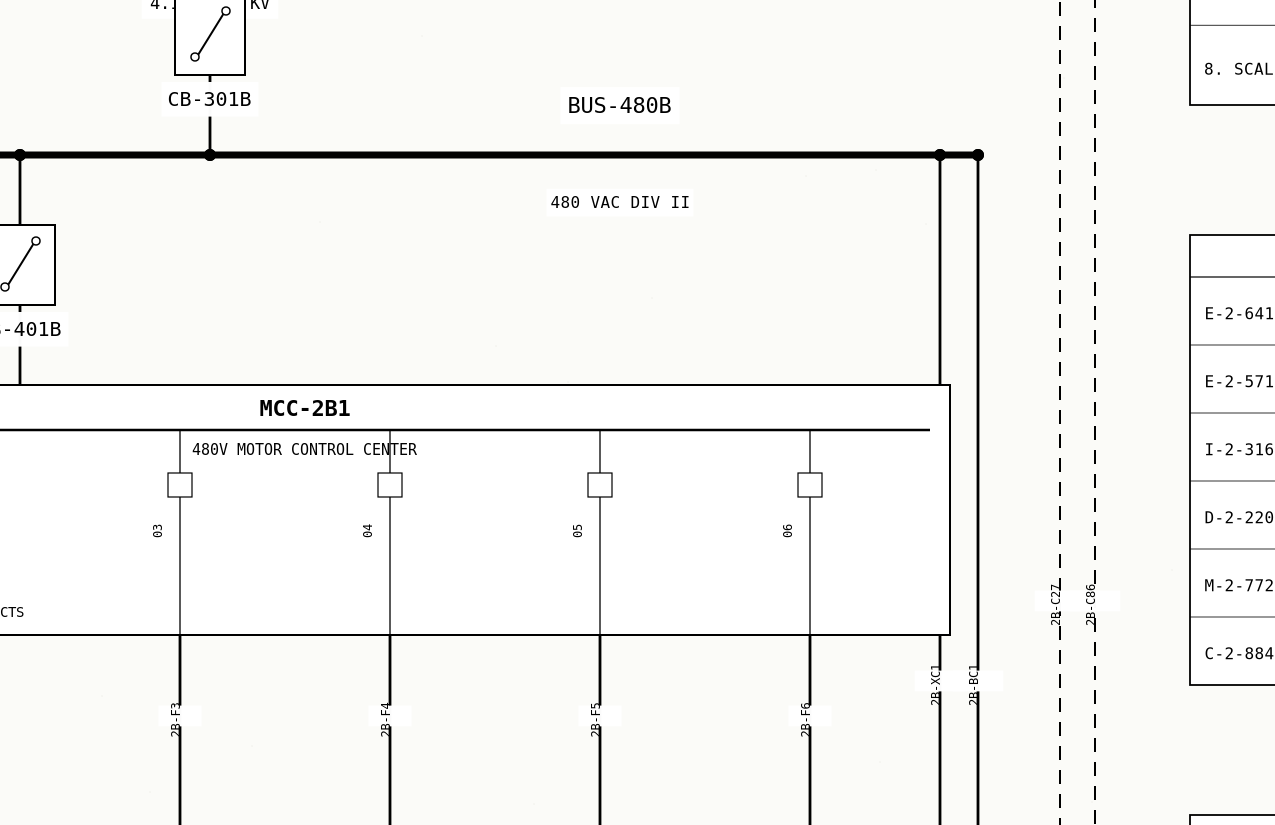 KV
8. SCAL
CB-301B
BUS-480B
480 VAC DIV II
E-2-641
-401B
E-2-571
MCC-2B1
480V MOTOR CONTROL CENTER
I-2-316
03
04
05
06
D-2-220
M-2-772
2B-C27
2B-C86
CTS
C-2-884
2B-XC1
2B-BC1
2B-F3
2B-F4
2B-F5
2B-F6